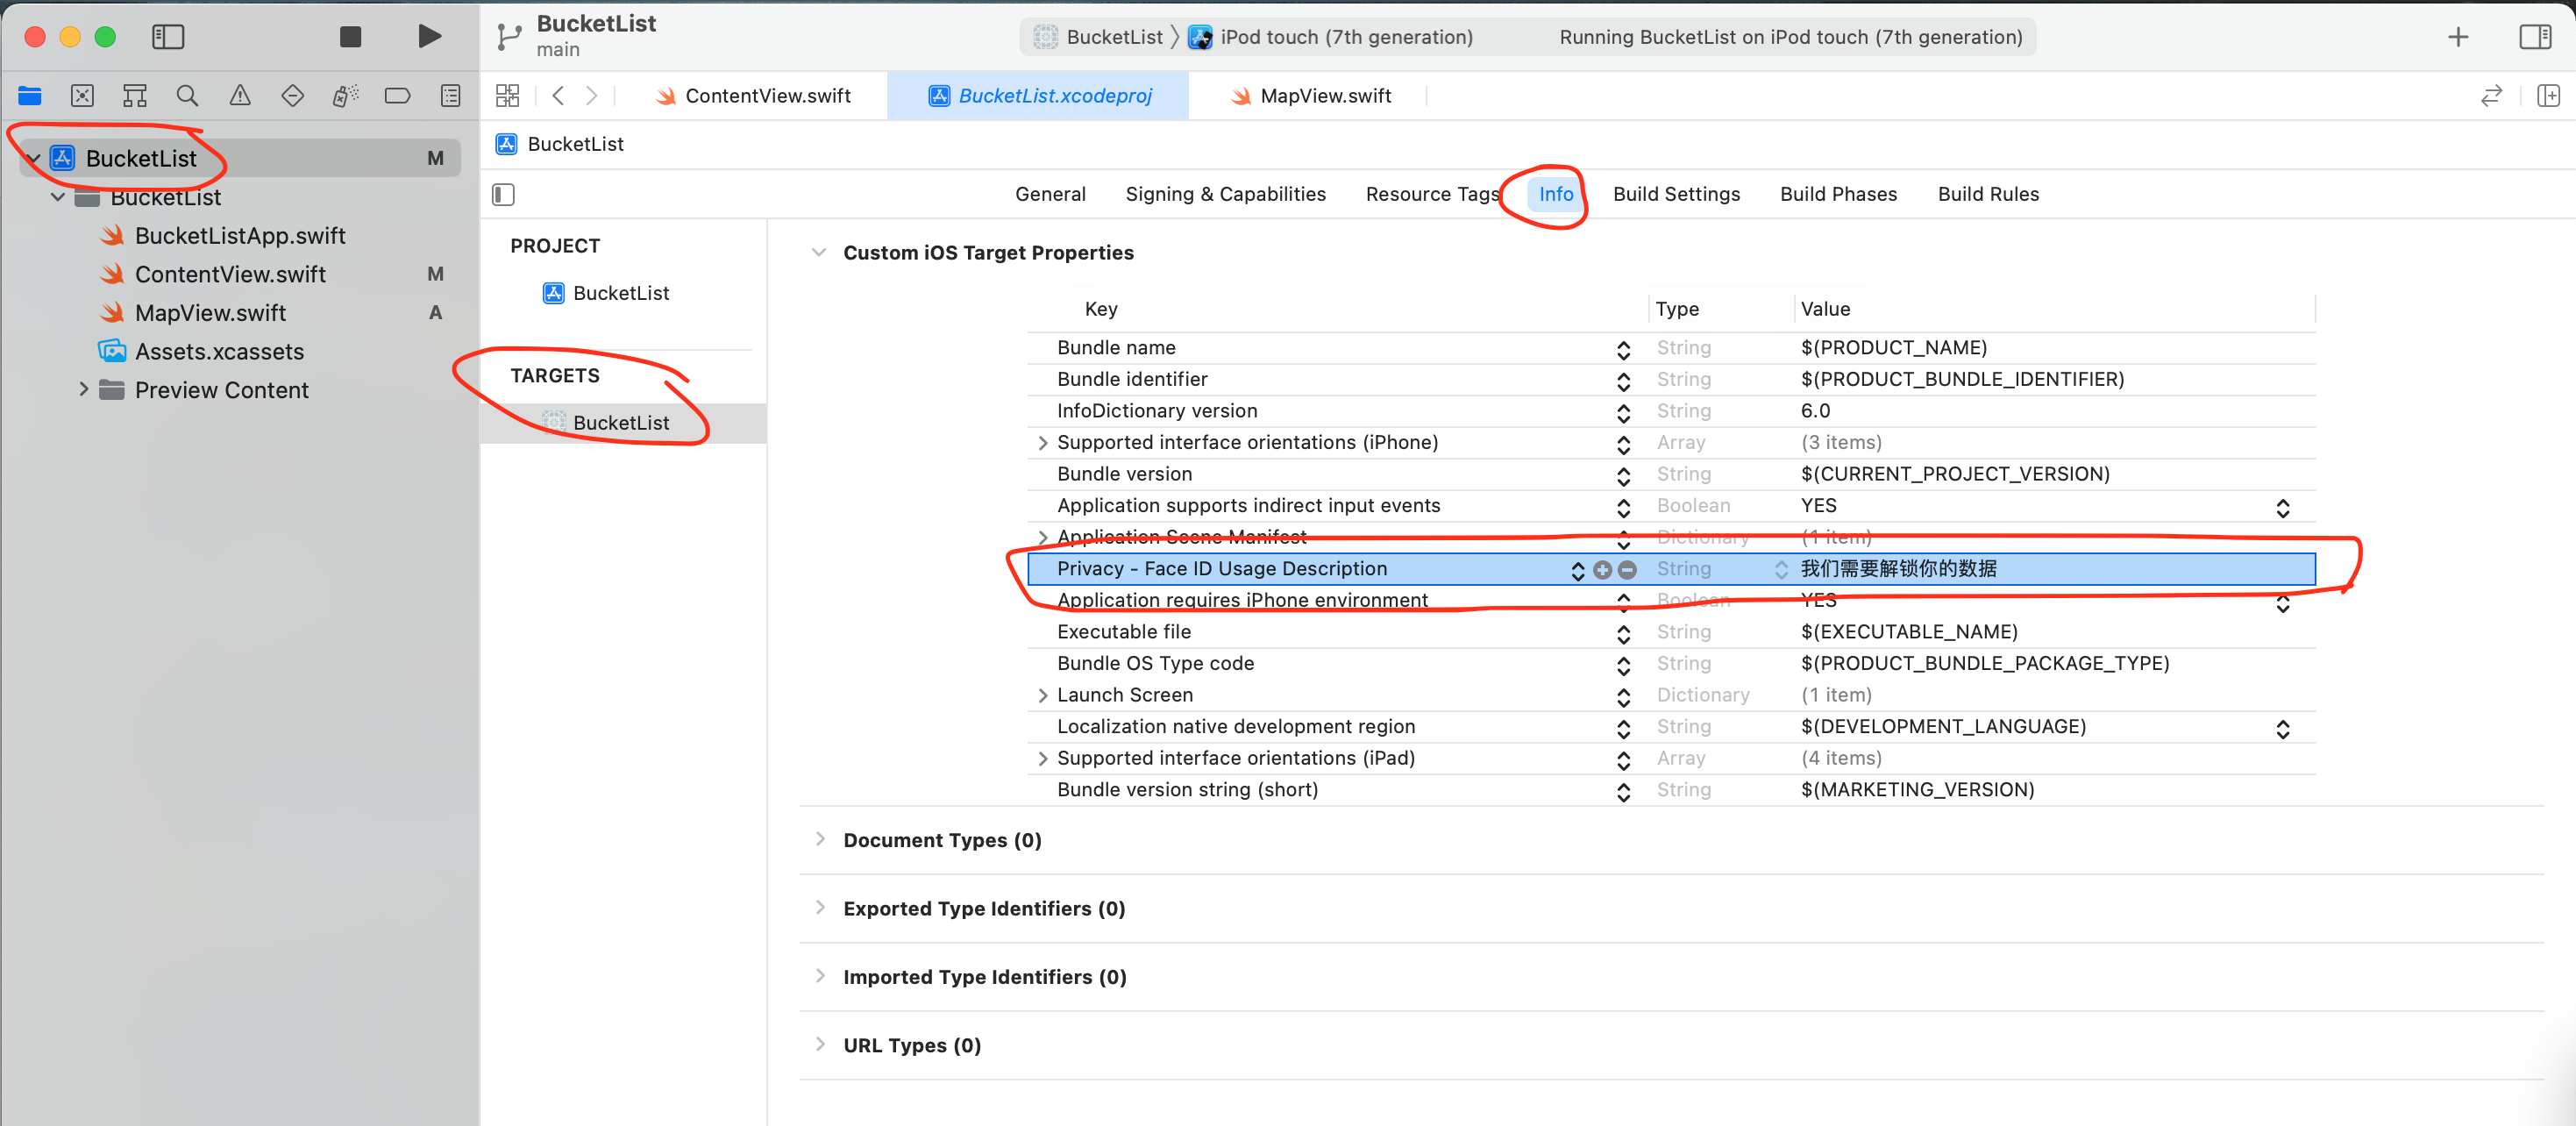 BucketList
main
BucketList
iPod touch (7th generation)
Running BucketList on iPod touch (7th generation)
ContentView.swift
BucketList.xcodeproj
MapView.swift
BucketList
M
BucketList
BucketListApp.swift
ContentView.swift
M
MapView.swift
A
Assets.xcassets
Preview Content
BucketList
General
Signing & Capabilities
Resource Tags
Info
Build Settings
Build Phases
Build Rules
PROJECT
BucketList
TARGETS
BucketList
Custom iOS Target Properties
Key Type Value
Bundle name String $(PRODUCT_NAME)
Bundle identifier String $(PRODUCT_BUNDLE_IDENTIFIER)
InfoDictionary version String 6.0
Supported interface orientations (iPhone) Array (3 items)
Bundle version String $(CURRENT_PROJECT_VERSION)
Application supports indirect input events Boolean YES
Application Scene Manifest Dictionary (1 item)
Privacy - Face ID Usage Description String 我们需要解锁你的数据
Application requires iPhone environment Boolean YES
Executable file String $(EXECUTABLE_NAME)
Bundle OS Type code String $(PRODUCT_BUNDLE_PACKAGE_TYPE)
Launch Screen Dictionary (1 item)
Localization native development region String $(DEVELOPMENT_LANGUAGE)
Supported interface orientations (iPad) Array (4 items)
Bundle version string (short) String $(MARKETING_VERSION)
Document Types (0)
Exported Type Identifiers (0)
Imported Type Identifiers (0)
URL Types (0)